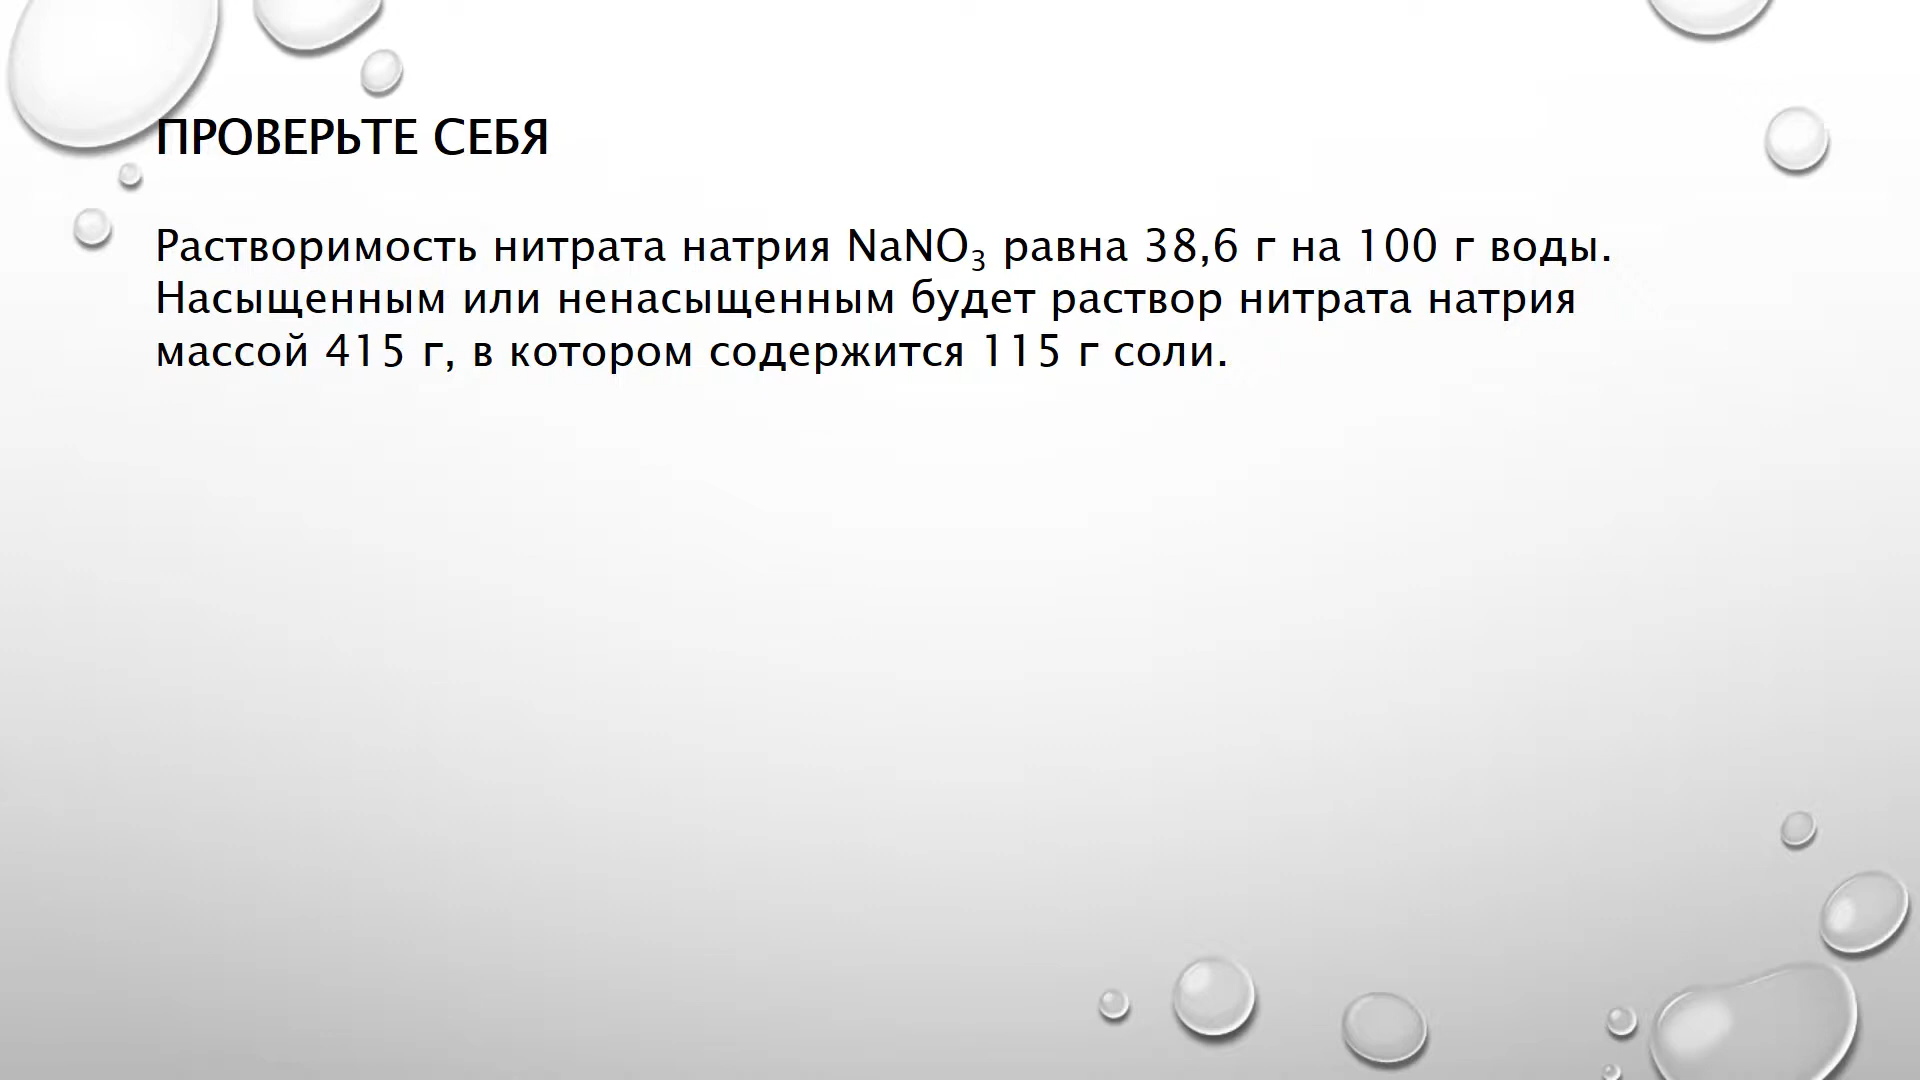 ПРОВЕРЬТЕ СЕБЯ
Растворимость нитрата натрия NaNO₃ равна 38,6 г на 100 г воды.
Насыщенным или ненасыщенным будет раствор нитрата натрия
массой 415 г, в котором содержится 115 г соли.